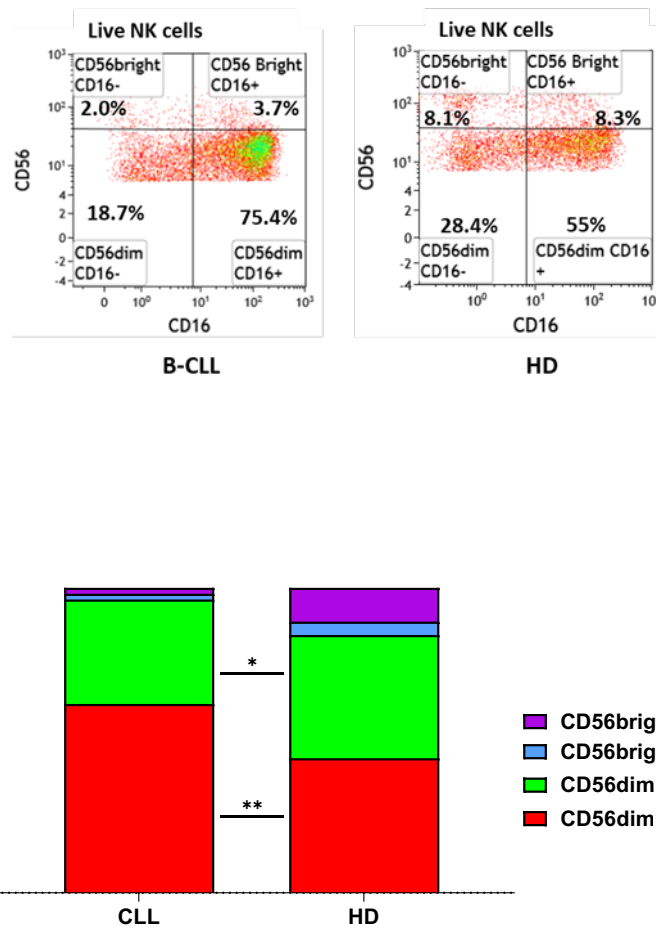 Live NK cells
10³
CD56bright
CD16-
CD56 Bright
CD16+
10²
2.0%
3.7%
10¹
CD56
4
2
18.7%
75.4%
0
-2
CD56dim
CD16-
CD56dim
CD16+
-4
0
10⁰
10¹
10²
10³
CD16
B-CLL
Live NK cells
10³
CD56bright
CD16-
CD56 Bright
CD16+
10²
8.1%
8.3%
10¹
CD56
4
2
28.4%
55%
0
-2
CD56dim
CD16-
CD56dim CD16
+
-4
10⁰
10¹
10²
CD16
HD
*
**
CD56brig
CD56brig
CD56dim
CD56dim
CLL
HD